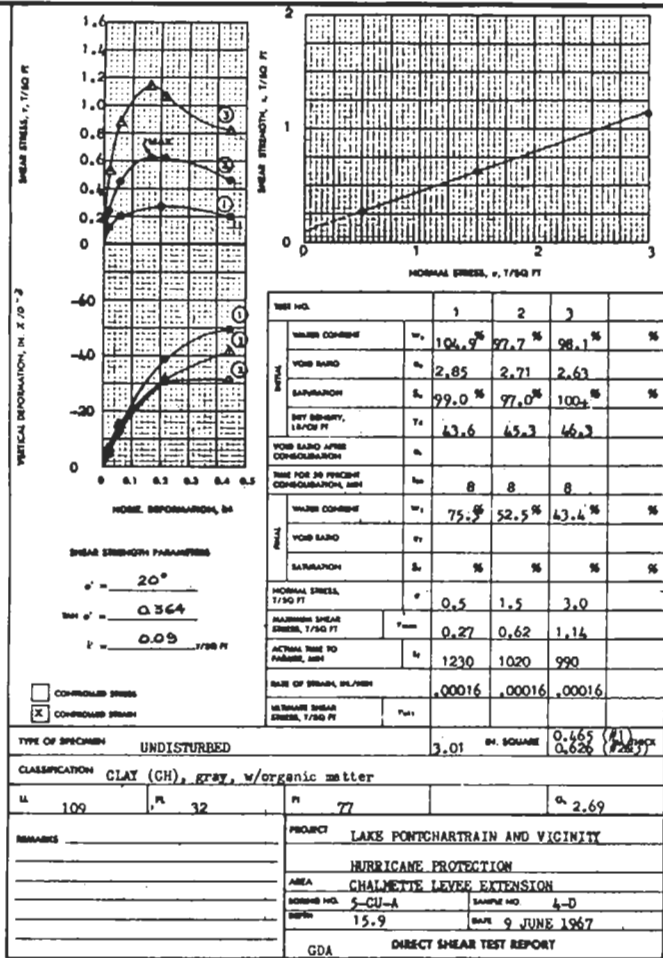 SHEAR STRESS, τ, T/SQ FT
1.6
1.4
1.2
1.0
0.8
0.6
0.4
0.2
0
MAX
3
2
1
SHEAR STRENGTH, s, T/SQ FT
2
1
0
0 1 2 3
NORMAL STRESS, σ, T/SQ FT
VERTICAL DEFORMATION, IN. X 10-3
-60
-40
-20
0
1
2
3
0 0.1 0.2 0.3 0.4 0.5
HORIZ. DEFORMATION, IN.
SHEAR STRENGTH PARAMETERS
ø' = 20°
TAN ø' = 0.364
c' = 0.09 T/SQ FT
CONTROLLED STRESS
X CONTROLLED STRAIN
TEST NO. 1 2 3
INITIAL
WATER CONTENT w₀ 104.9% 97.7% 98.1% %
VOID RATIO e₀ 2.85 2.71 2.63
SATURATION S₀ 99.0% 97.0% 100+% %
DRY DENSITY, LB/CU FT γd 43.6 45.3 46.3
VOID RATIO AFTER CONSOLIDATION
TIME FOR 50 PERCENT CONSOLIDATION, MIN t₅₀ 8 8 8
FINAL
WATER CONTENT wf 75.5% 52.5% 43.4% %
VOID RATIO ef
SATURATION Sf % % % %
NORMAL STRESS, T/SQ FT σ 0.5 1.5 3.0
MAXIMUM SHEAR STRESS, T/SQ FT τmax 0.27 0.62 1.14
ACTUAL TIME TO FAILURE, MIN tf 1230 1020 990
RATE OF STRAIN, IN./MIN .00016 .00016 .00016
ULTIMATE SHEAR STRESS, T/SQ FT τult
TYPE OF SPECIMEN UNDISTURBED 3.01 IN. SQUARE 0.465 (#1) 0.626 (#2&3) THICK
CLASSIFICATION CLAY (CH), gray, w/organic matter
LL 109 PL 32 PI 77 Gs 2.69
REMARKS
PROJECT LAKE PONTCHARTRAIN AND VICINITY
HURRICANE PROTECTION
AREA CHALMETTE LEVEE EXTENSION
BORING NO. 5-CU-A SAMPLE NO. 4-D
DEPTH 15.9 DATE 9 JUNE 1967
GDA DIRECT SHEAR TEST REPORT